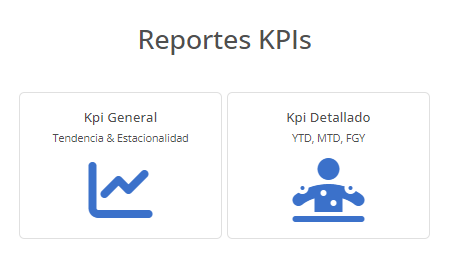 Reportes KPIs
Kpi General
Tendencia & Estacionalidad
Kpi Detallado
YTD, MTD, FGY